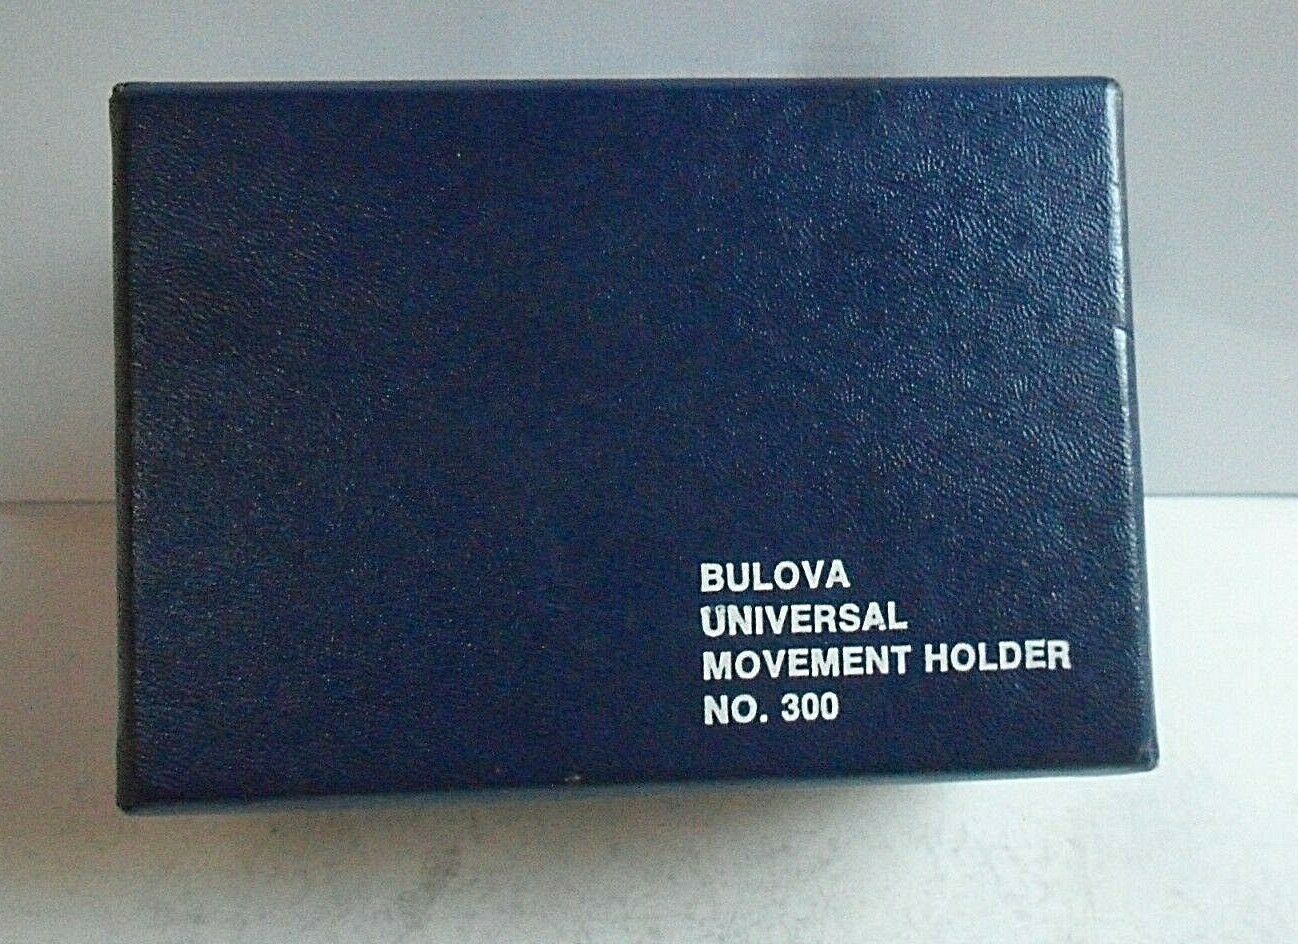 BULOVA
UNIVERSAL
MOVEMENT HOLDER
NO. 300